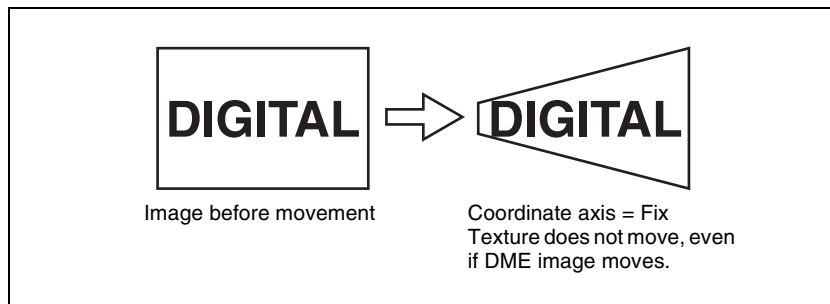 DIGITAL
DIGITAL
Image before movement
Coordinate axis = Fix
Texture does not move, even
if DME image moves.